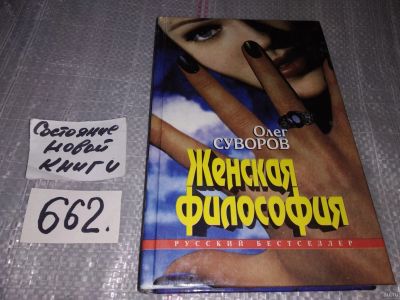 Состояние
новой
книги
662.
Олег
СУВОРОВ
Женская
философия
РУССКИЙ БЕСТСЕЛЛЕР